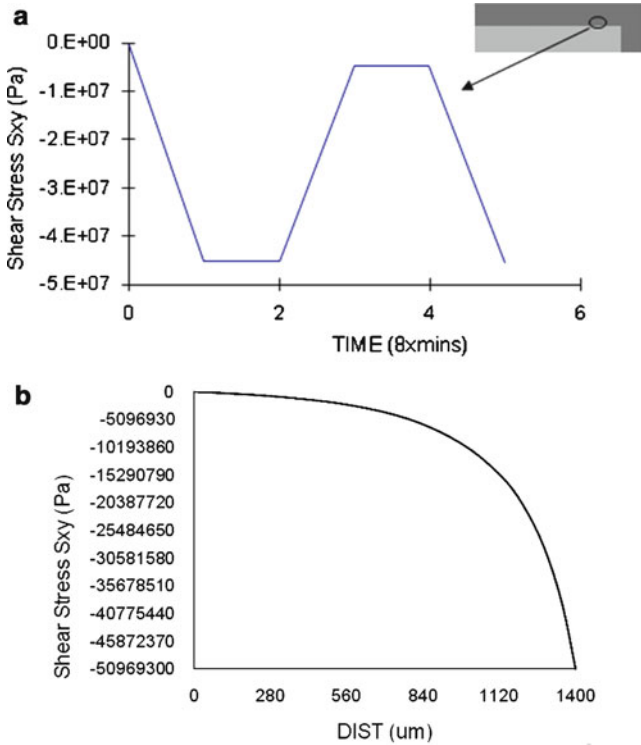 a
Shear Stress Sxy (Pa)
0.E+00
-1.E+07
-2.E+07
-3.E+07
-4.E+07
-5.E+07
0 2 4 6
TIME (8xmins)
b
Shear Stress Sxy (Pa)
0
-5096930
-10193860
-15290790
-20387720
-25484650
-30581580
-35678510
-40775440
-45872370
-50969300
0 280 560 840 1120 1400
DIST (um)